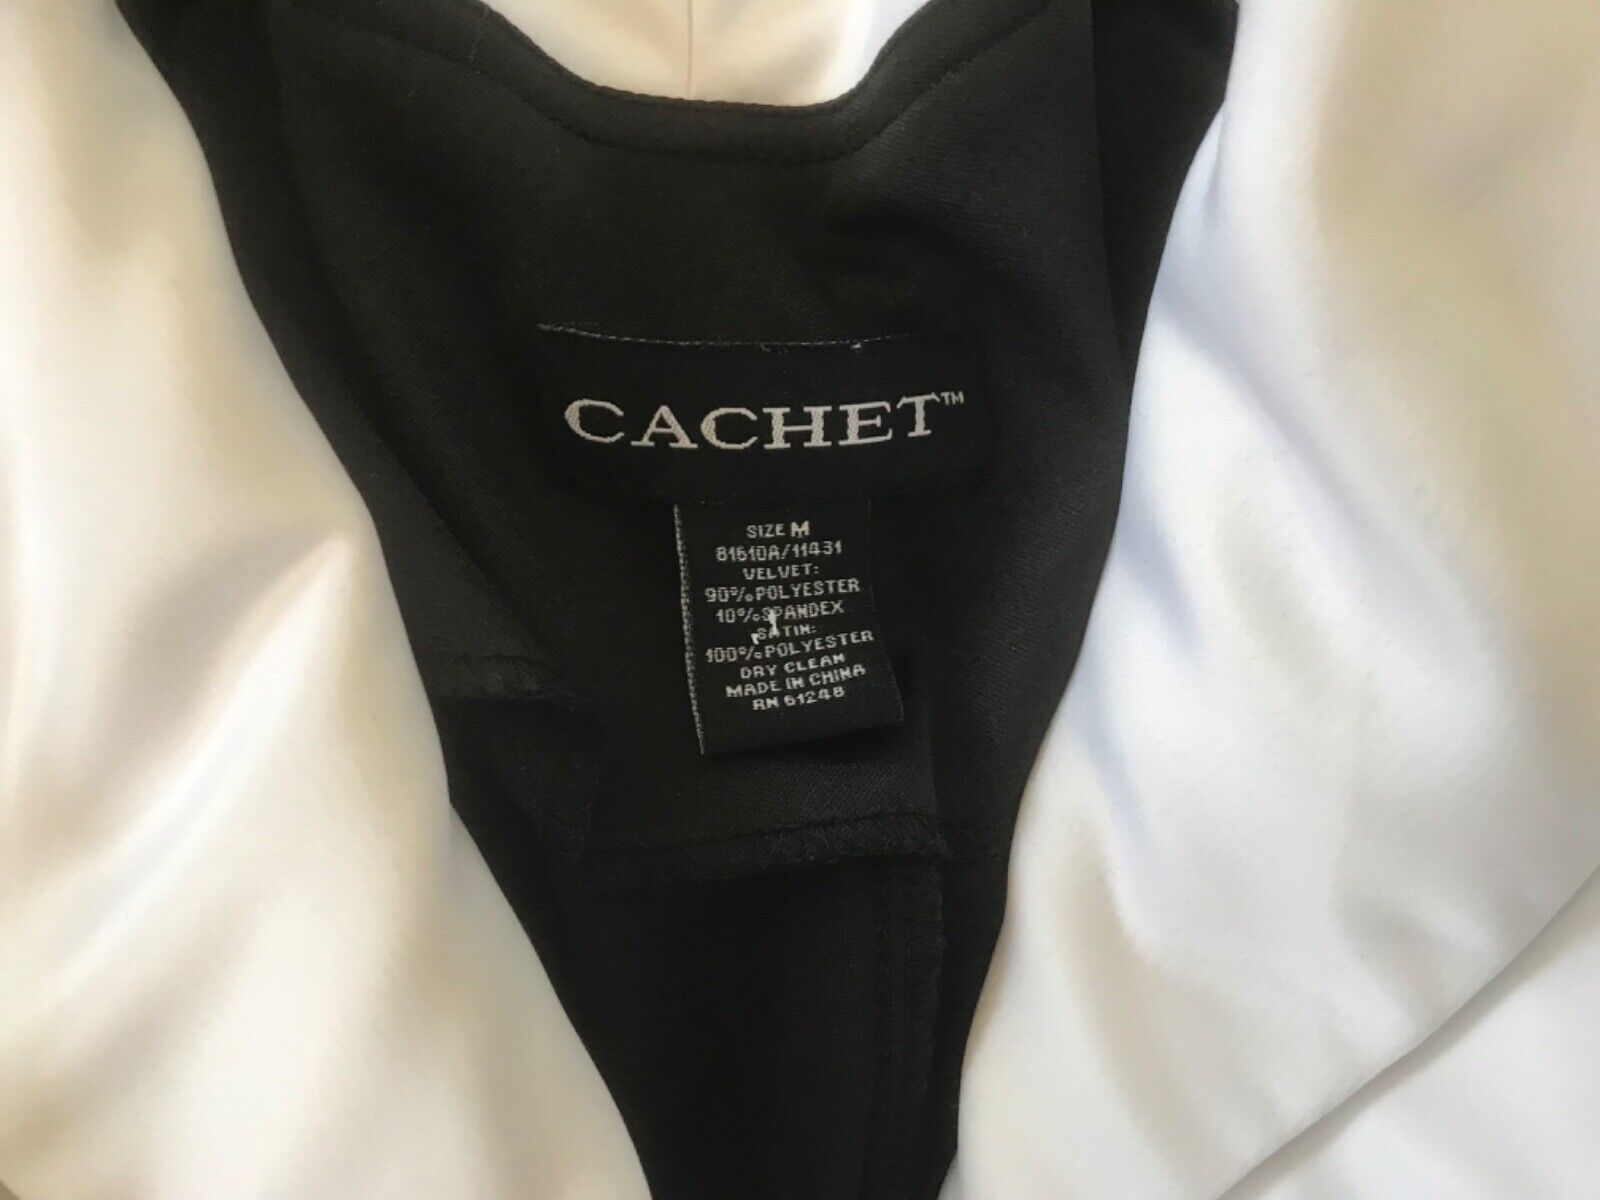 CACHET™
SIZE M
81610A/11431
VELVET:
90% POLYESTER
10% SPANDEX
SATIN:
100% POLYESTER
DRY CLEAN
MADE IN CHINA
RN 61248